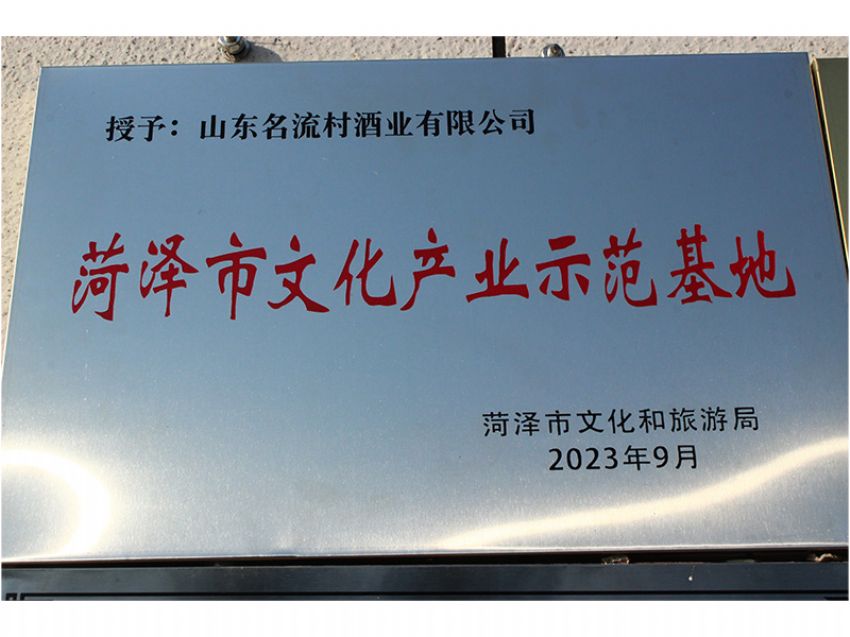 授予：山东名流村酒业有限公司
菏泽市文化产业示范基地
菏泽市文化和旅游局
2023年9月